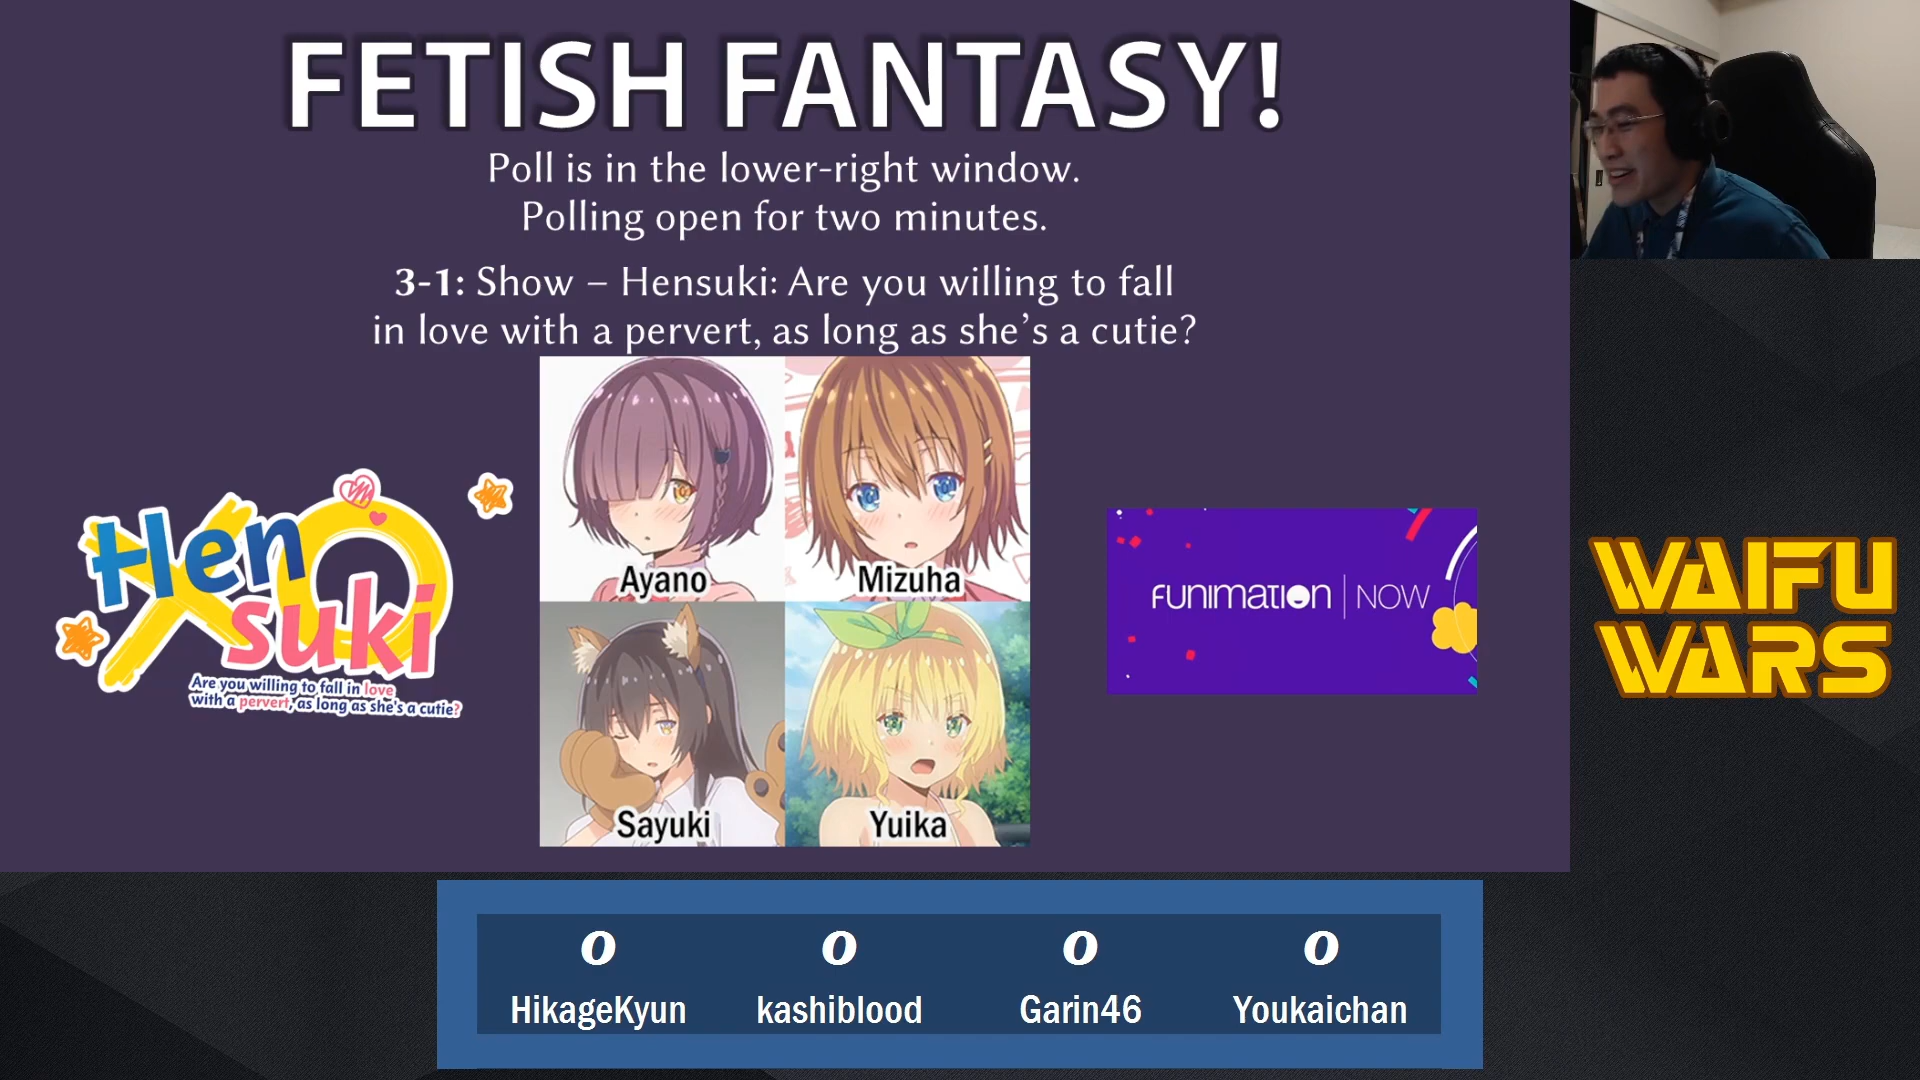 FETISH FANTASY!
Poll is in the lower-right window.
Polling open for two minutes.
3-1: Show – Hensuki: Are you willing to fall
in love with a pervert, as long as she's a cutie?
Ayano
Mizuha
Sayuki
Yuika
Hen
suki
Are you willing to fall in love
with a pervert, as long as she's a cutie?
FUNIMATION | NOW
WAIFU
WARS
0 0 0 0
HikageKyun kashiblood Garin46 Youkaichan